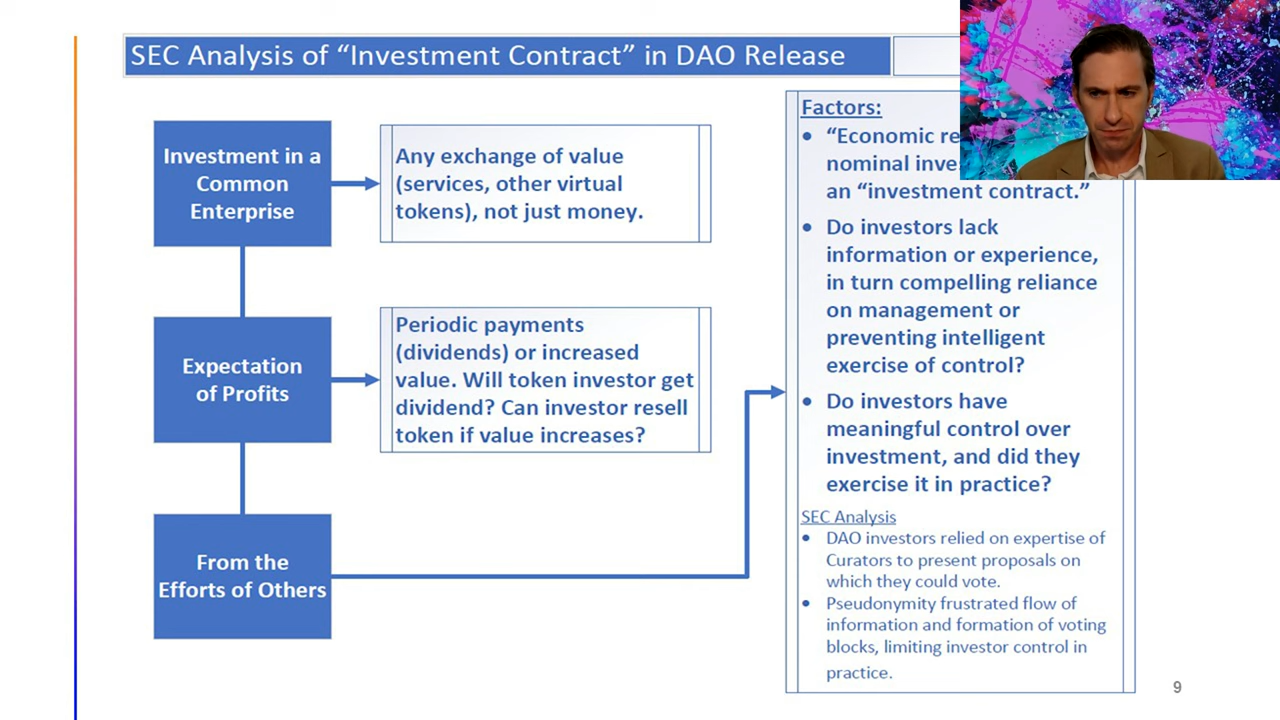 SEC Analysis of “Investment Contract” in DAO Release
Investment in a
Common
Enterprise
Any exchange of value
(services, other virtual
tokens), not just money.
Expectation
of Profits
Periodic payments
(dividends) or increased
value. Will token investor get
dividend? Can investor resell
token if value increases?
From the
Efforts of Others
Factors:
• “Economic
nominal
an “investment contract.”
• Do investors lack
information or experience,
in turn compelling reliance
on management or
preventing intelligent
exercise of control?
• Do investors have
meaningful control over
investment, and did they
exercise it in practice?
SEC Analysis
• DAO investors relied on expertise of
Curators to present proposals on
which they could vote.
• Pseudonymity frustrated flow of
information and formation of voting
blocks, limiting investor control in
practice.
9